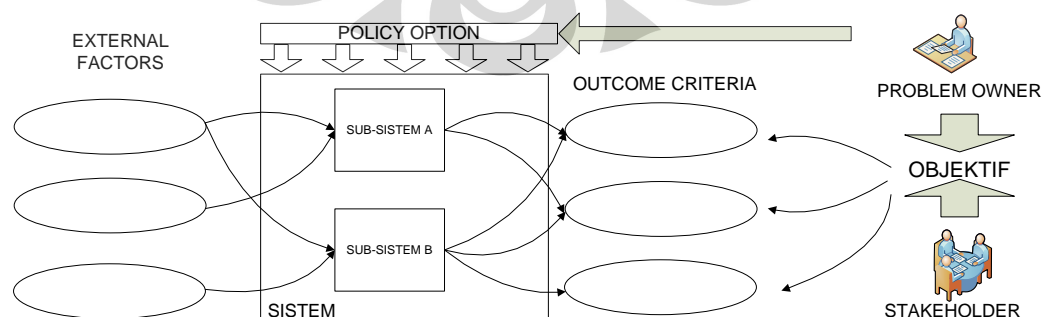 EXTERNAL
FACTORS
POLICY OPTION
SUB-SISTEM A
SUB-SISTEM B
SISTEM
OUTCOME CRITERIA
PROBLEM OWNER
OBJEKTIF
STAKEHOLDER